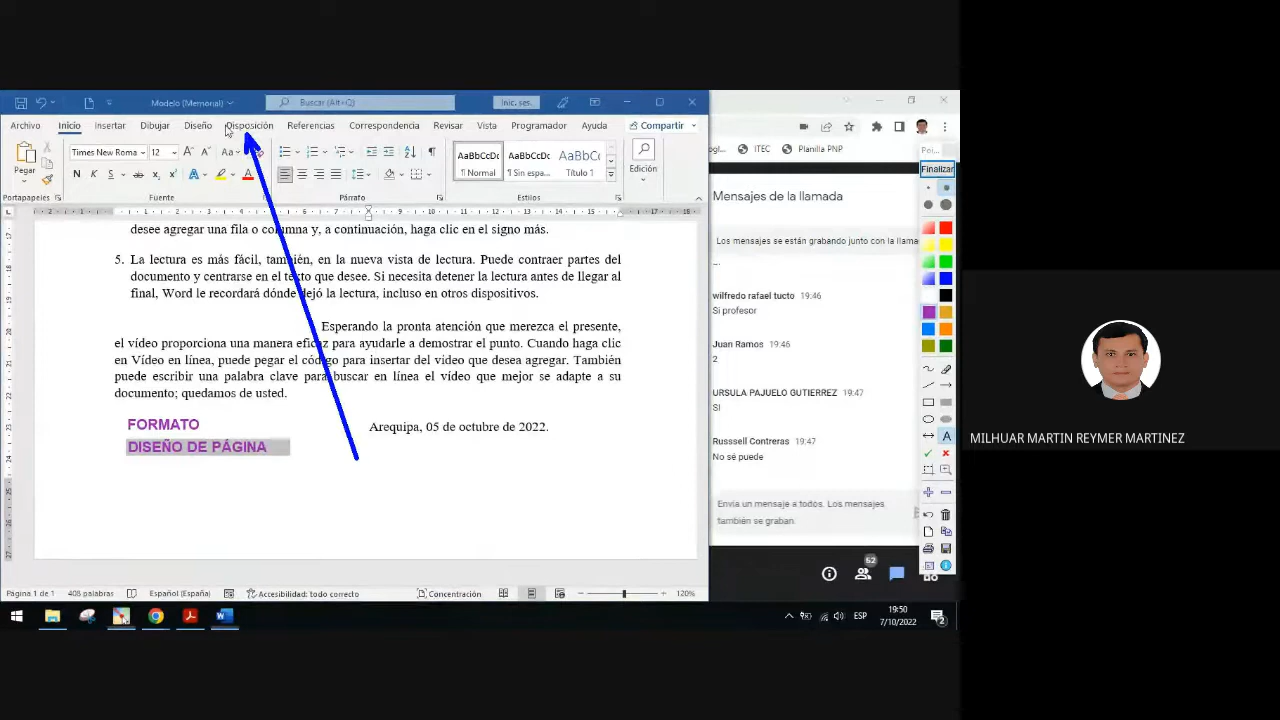 Modelo (Memorial)
Buscar (Alt+Q)
Inic. ses.
Archivo Inicio Insertar Dibujar Diseño Disposición Referencias Correspondencia Revisar Vista Programador Ayuda Compartir
Pegar
Times New Roma 12
N K S
AaBbCcDc AaBbCcDc AaBbCc
¶ Normal ¶ Sin espa... Título 1
Edición
Portapapeles Fuente Párrafo Estilos
desee agregar una fila o columna y, a continuación, haga clic en el signo más.
5. La lectura es más fácil, también, en la nueva vista de lectura. Puede contraer partes del
documento y centrarse en el texto que desee. Si necesita detener la lectura antes de llegar al
final, Word le recordará dónde dejó la lectura, incluso en otros dispositivos.
Esperando la pronta atención que merezca el presente,
el vídeo proporciona una manera eficaz para ayudarle a demostrar el punto. Cuando haga clic
en Vídeo en línea, puede pegar el código para insertar del vídeo que desea agregar. También
puede escribir una palabra clave para buscar en línea el vídeo que mejor se adapte a su
documento; quedamos de usted.
FORMATO
DISEÑO DE PÁGINA
Arequipa, 05 de octubre de 2022.
Página 1 de 1 408 palabras Español (España) Accesibilidad: todo correcto Concentración 120%
ITEC Planilla PNP
Mensajes de la llamada
Los mensajes se están grabando junto con la llama
wilfredo rafael tucto 19:46
Si profesor
Juan Ramos 19:46
2
URSULA PAJUELO GUTIERREZ 19:47
SI
Russsell Contreras 19:47
No sé puede
Envía un mensaje a todos. Los mensajes
también se graban.
52
Finalizar
A
ESP
19:50
7/10/2022
2
MILHUAR MARTIN REYMER MARTINEZ